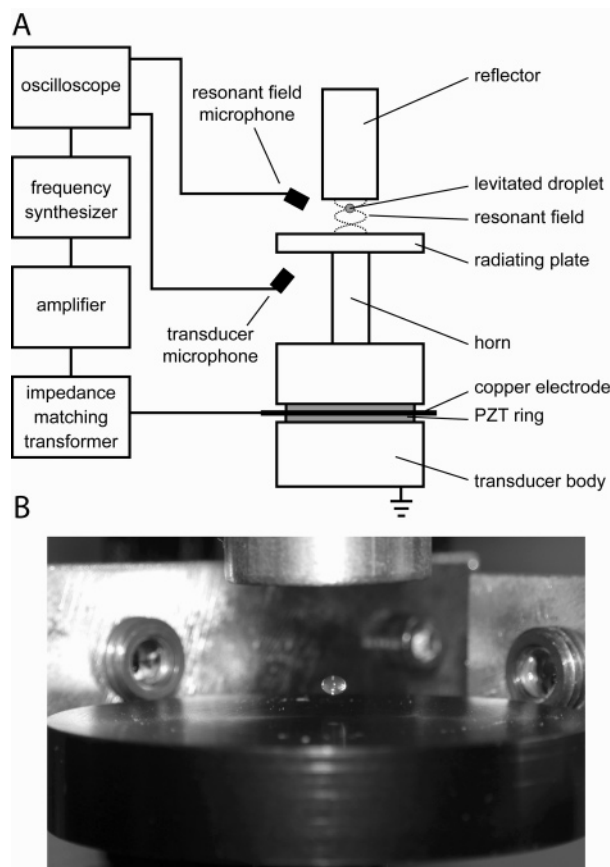 A
oscilloscope
frequency
synthesizer
amplifier
impedance
matching
transformer
resonant field
microphone
transducer
microphone
reflector
levitated droplet
resonant field
radiating plate
horn
copper electrode
PZT ring
transducer body
B